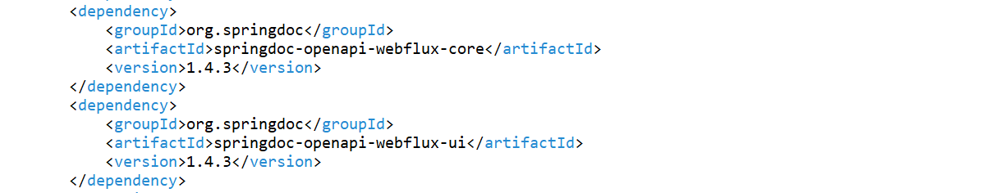 <dependency>
<groupId>org.springdoc</groupId>
<artifactId>springdoc-openapi-webflux-core</artifactId>
<version>1.4.3</version>
</dependency>
<dependency>
<groupId>org.springdoc</groupId>
<artifactId>springdoc-openapi-webflux-ui</artifactId>
<version>1.4.3</version>
</dependency>